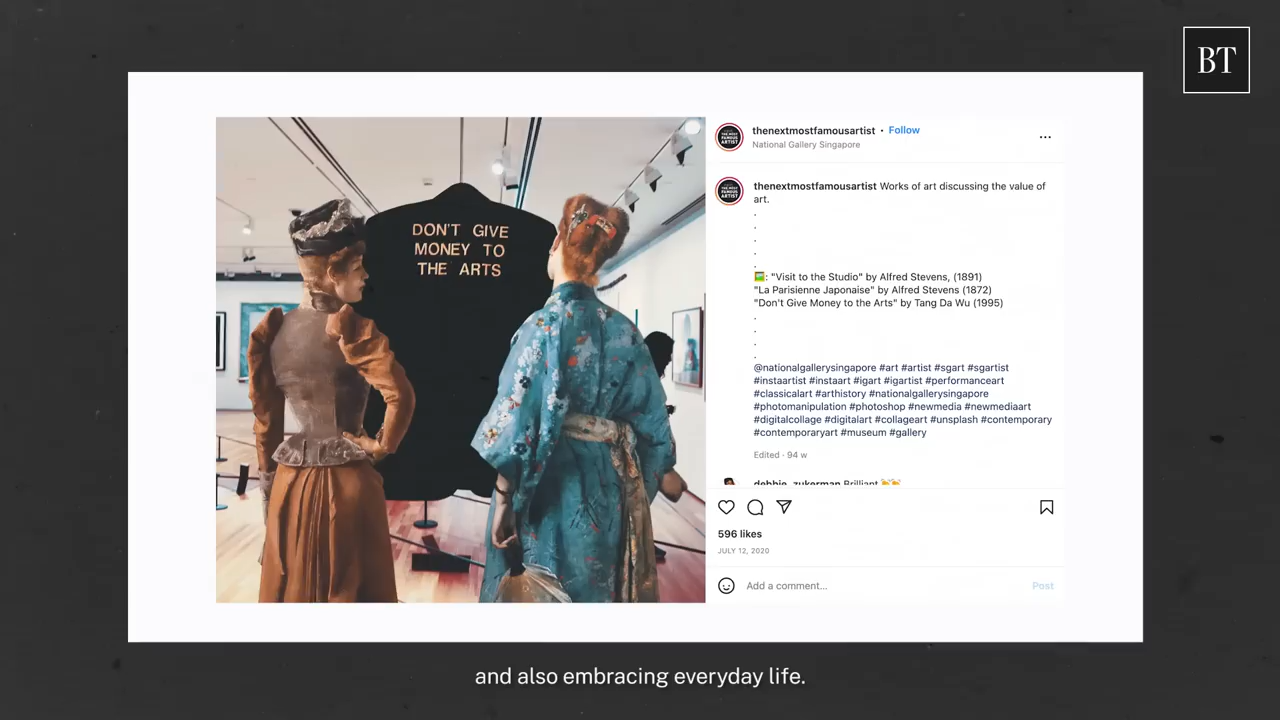 BT
DON'T GIVE
MONEY TO
THE ARTS
thenextmostfamousartist • Follow
National Gallery Singapore
thenextmostfamousartist Works of art discussing the value of
art.
.
.
.
.
.
🖼️: "Visit to the Studio" by Alfred Stevens, (1891)
"La Parisienne Japonaise" by Alfred Stevens (1872)
"Don't Give Money to the Arts" by Tang Da Wu (1995)
.
.
.
.
@nationalgallerysingapore #art #artist #sgart #sgartist
#instaartist #instaart #igart #igartist #performanceart
#classicalart #arthistory #nationalgallerysingapore
#photomanipulation #photoshop #newmedia #newmediaart
#digitalcollage #digitalart #collageart #unsplash #contemporary
#contemporaryart #museum #gallery
Edited · 94 w
debbie_zukerman Brilliant 👏👏
596 likes
JULY 12, 2020
Add a comment...
Post
and also embracing everyday life.